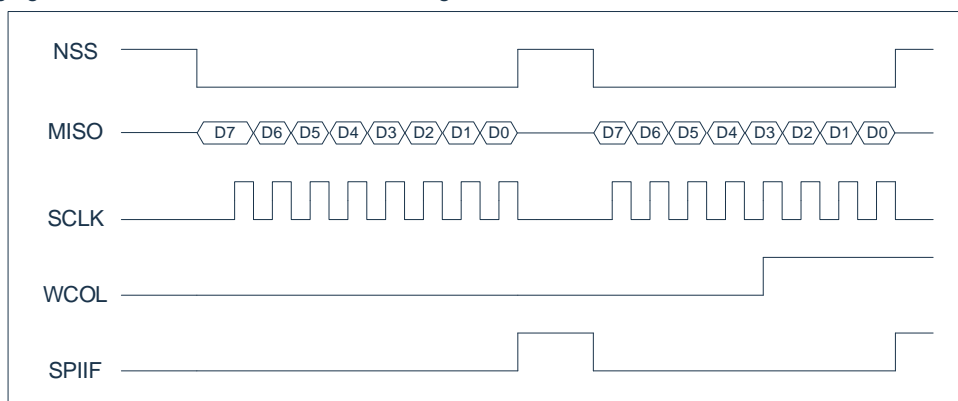 NSS
MISO D7 D6 D5 D4 D3 D2 D1 D0 D7 D6 D5 D4 D3 D2 D1 D0
SCLK
WCOL
SPIIF